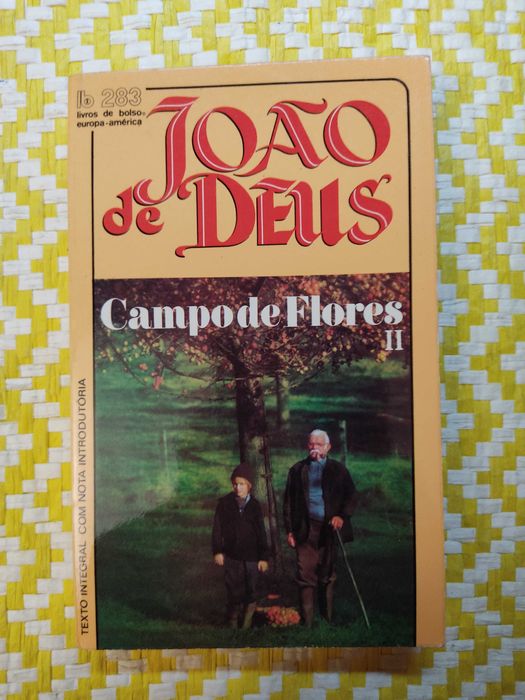 lb 283
livros de bolso
europa-américa
JOÃO
de DEUS
Campo de Flores
II
TEXTO INTEGRAL COM NOTA INTRODUTÓRIA